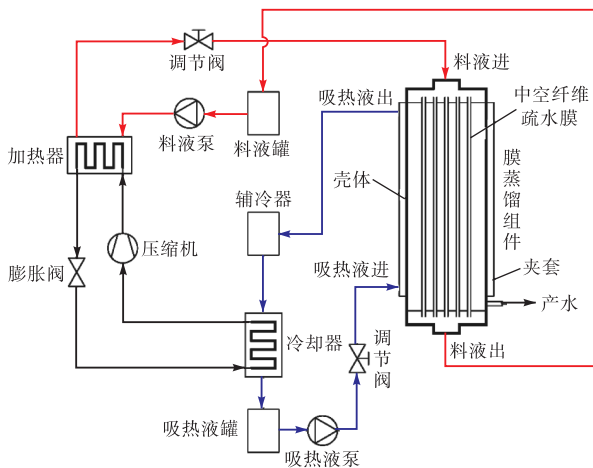 调节阀
料液进
吸热液出
中空纤维
疏水膜
料液泵
料液罐
加热器
壳体
膜蒸馏组件
辅冷器
压缩机
膨胀阀
吸热液进
夹套
产水
冷却器
调节阀
料液出
吸热液罐
吸热液泵